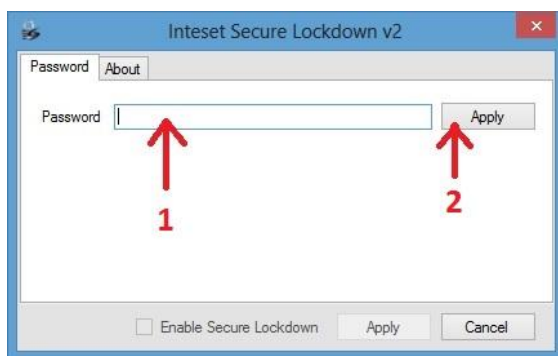 Inteset Secure Lockdown v2
Password About
Password Apply
1 2
Enable Secure Lockdown Apply Cancel